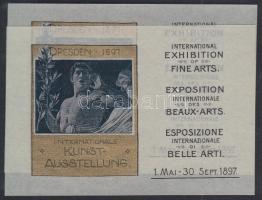 DRESDEN 1897
INTERNATIONALE
KUNST-
AUSSTELLUNG.
INTERNATIONAL
EXHIBITION
OF
FINE ARTS.
EXPOSITION
INTERNATIONALE
DES
BEAUX-ARTS.
ESPOSIZIONE
INTERNAZIONALE
DI
BELLE ARTI.
1. MAI - 30. SEPT. 1897.